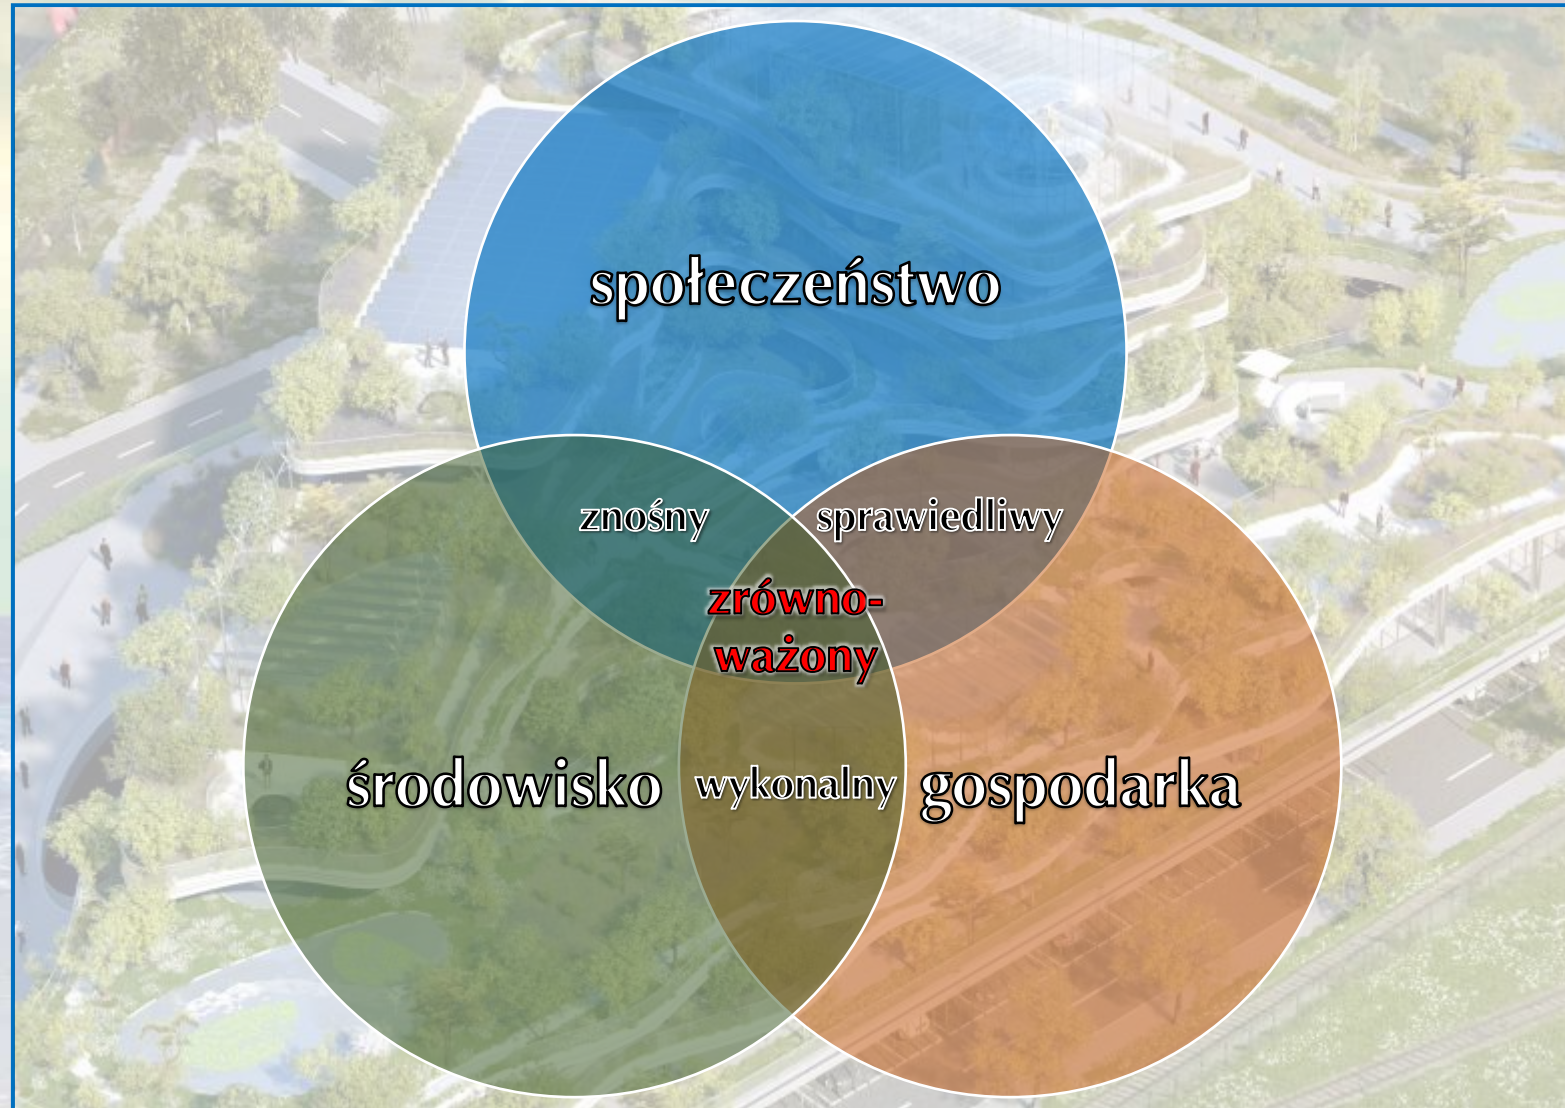 społeczeństwo
znośny
sprawiedliwy
zrówno-
ważony
środowisko
wykonalny
gospodarka